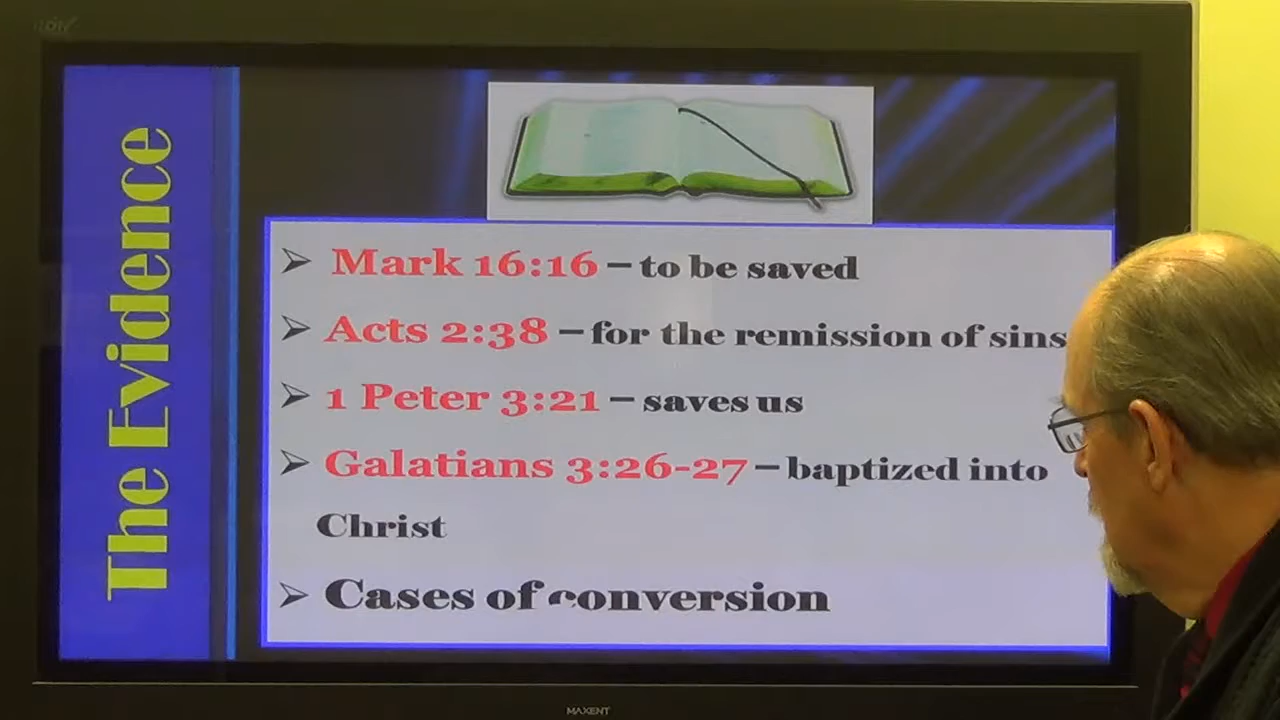 The Evidence
➢ Mark 16:16 – to be saved
➢ Acts 2:38 – for the remission of sins
➢ 1 Peter 3:21 – saves us
➢ Galatians 3:26-27 – baptized into
Christ
➢ Cases of conversion
MAXENT